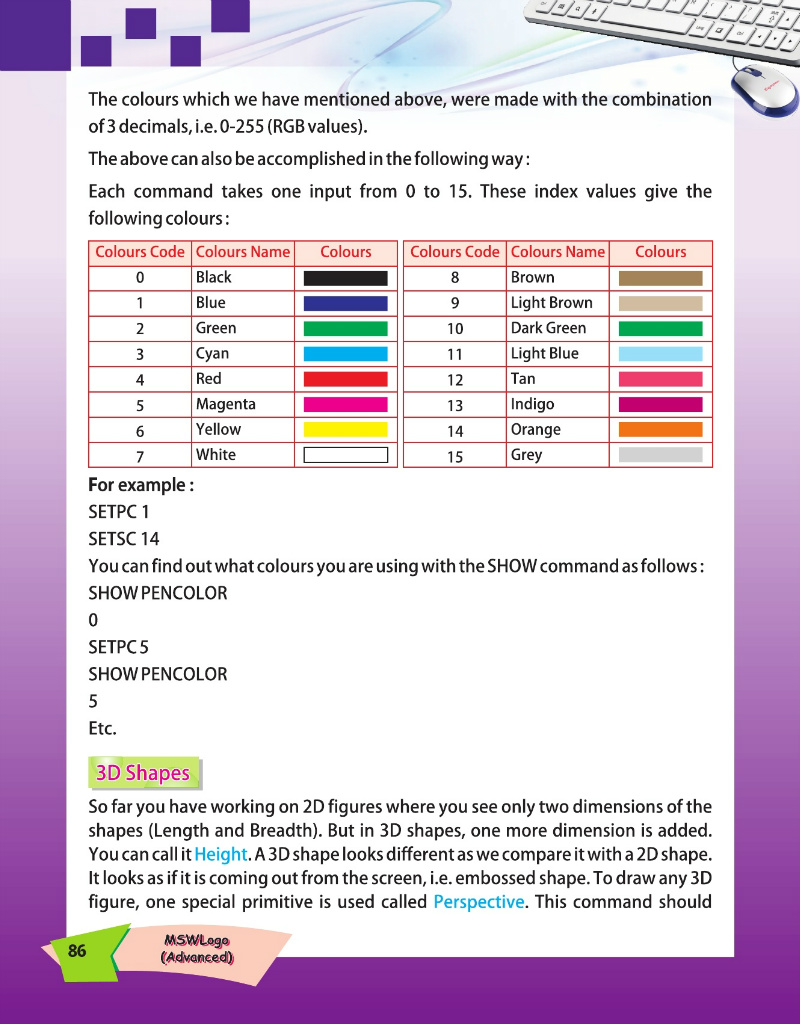 The colours which we have mentioned above, were made with the combination
of 3 decimals, i.e. 0-255 (RGB values).
The above can also be accomplished in the following way :
Each command takes one input from 0 to 15. These index values give the
following colours :
Colours Code Colours Name Colours Colours Code Colours Name Colours
0 Black 8 Brown
1 Blue 9 Light Brown
2 Green 10 Dark Green
3 Cyan 11 Light Blue
4 Red 12 Tan
5 Magenta 13 Indigo
6 Yellow 14 Orange
7 White 15 Grey
For example :
SETPC 1
SETSC 14
You can find out what colours you are using with the SHOW command as follows :
SHOW PENCOLOR
0
SETPC 5
SHOW PENCOLOR
5
Etc.
3D Shapes
So far you have working on 2D figures where you see only two dimensions of the
shapes (Length and Breadth). But in 3D shapes, one more dimension is added.
You can call it Height. A 3D shape looks different as we compare it with a 2D shape.
It looks as if it is coming out from the screen, i.e. embossed shape. To draw any 3D
figure, one special primitive is used called Perspective. This command should
86
MSWLogo
(Advanced)